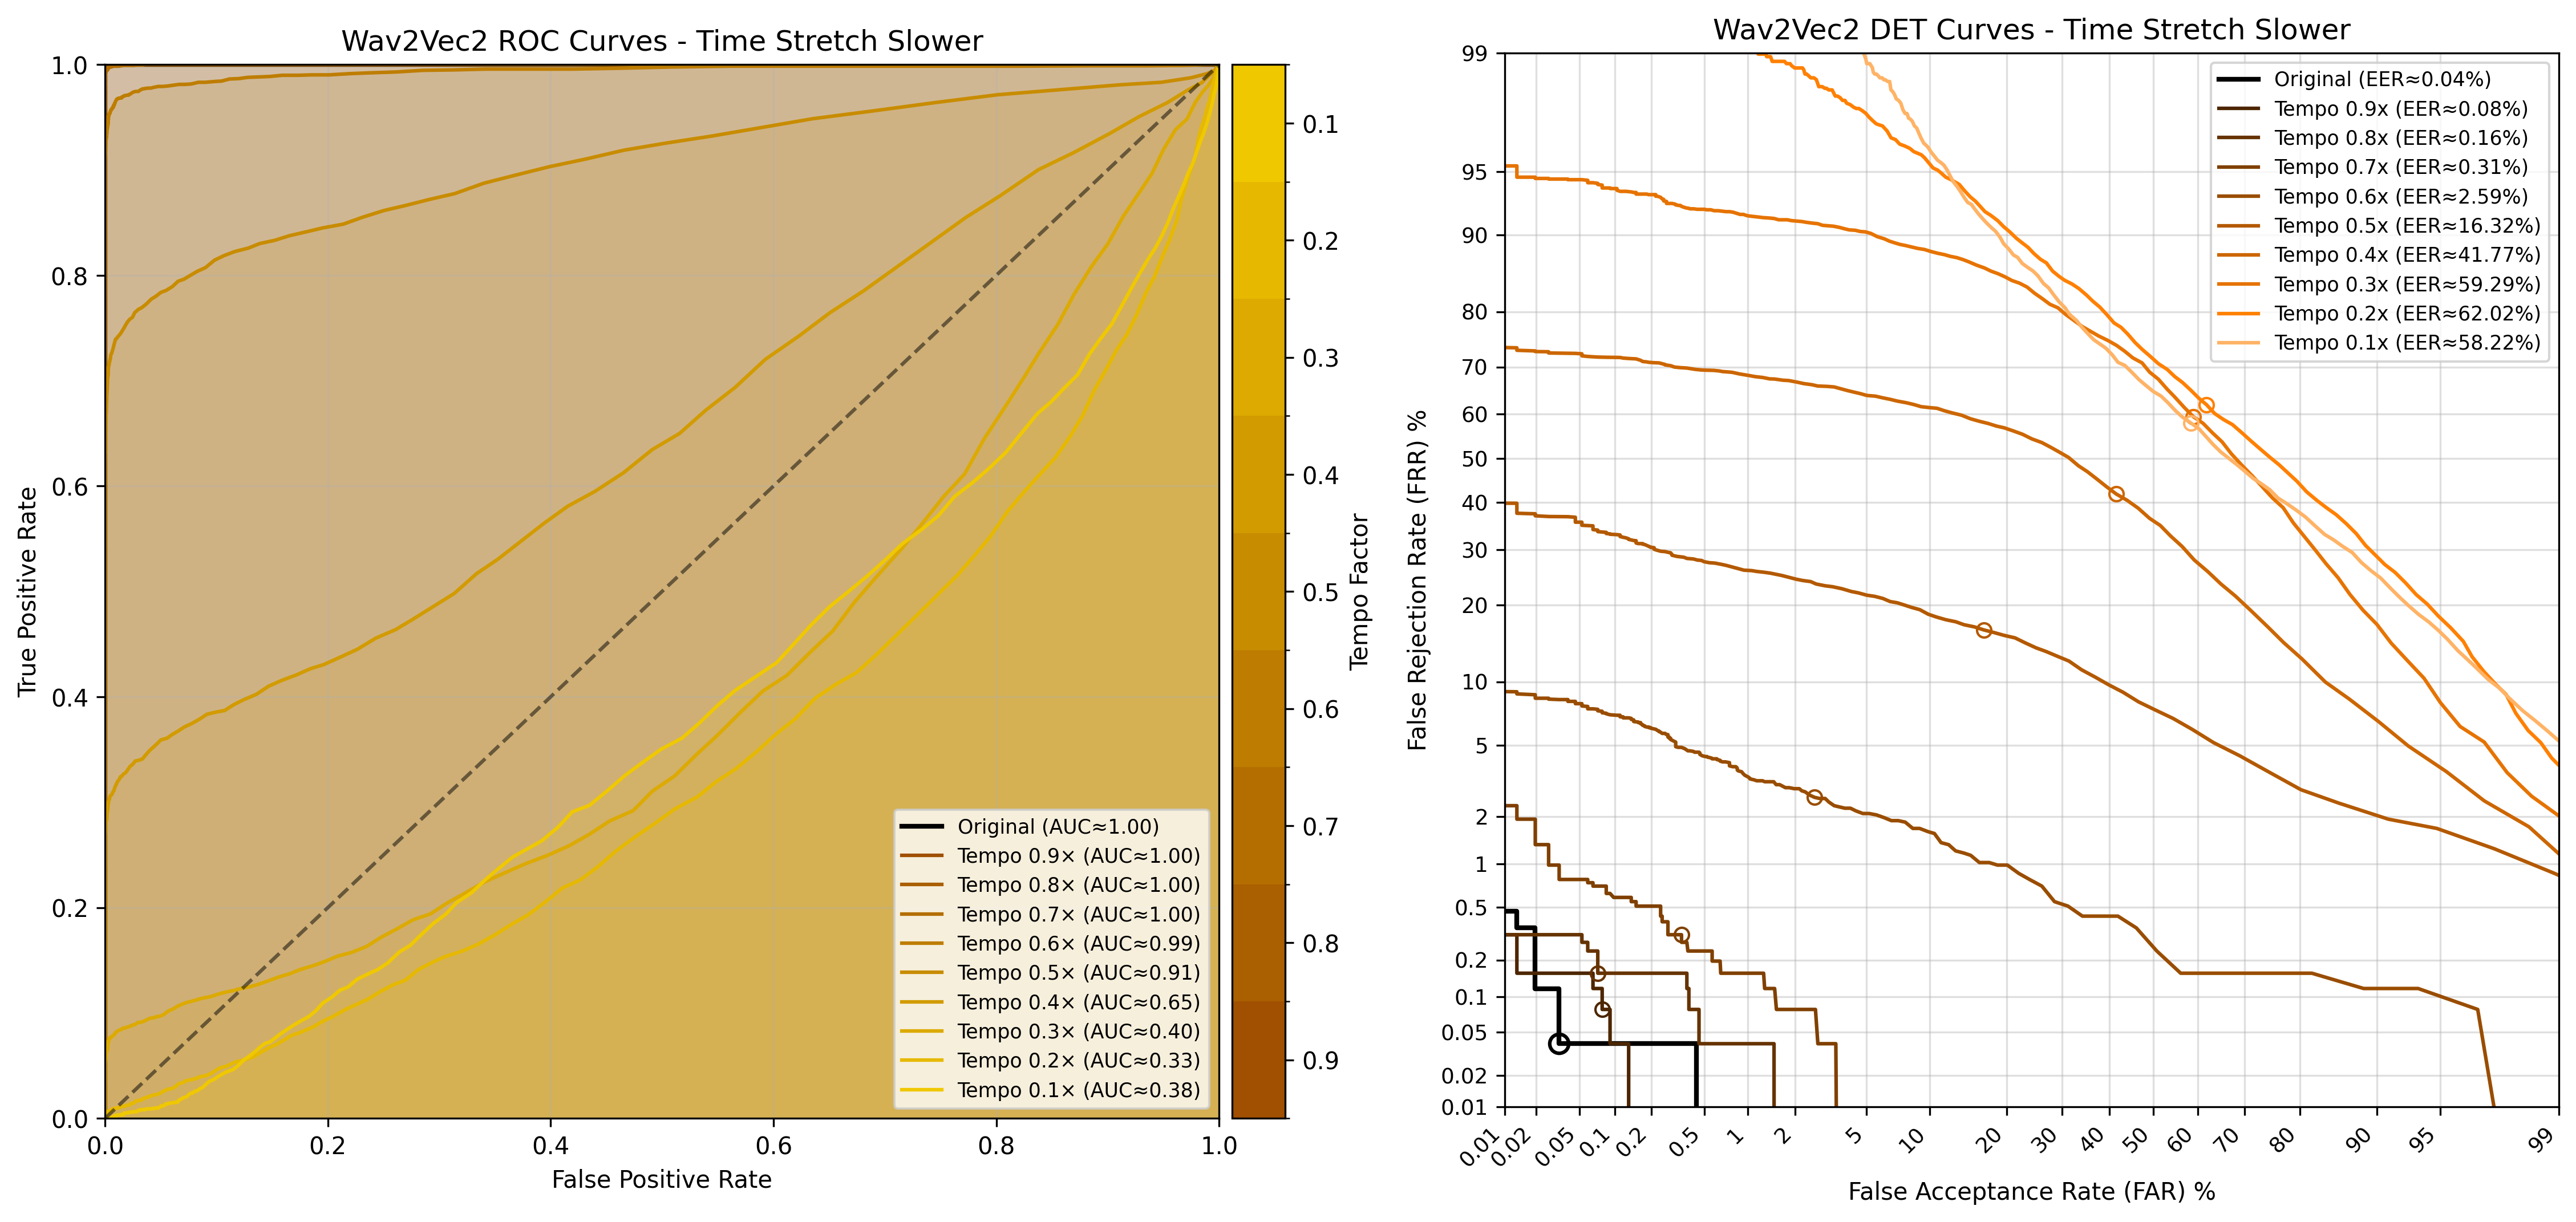 Wav2Vec2 ROC Curves - Time Stretch Slower
True Positive Rate
1.0
0.8
0.6
0.4
0.2
0.0
0.0 0.2 0.4 0.6 0.8 1.0
False Positive Rate
Original (AUC≈1.00)
Tempo 0.9× (AUC≈1.00)
Tempo 0.8× (AUC≈1.00)
Tempo 0.7× (AUC≈1.00)
Tempo 0.6× (AUC≈0.99)
Tempo 0.5× (AUC≈0.91)
Tempo 0.4× (AUC≈0.65)
Tempo 0.3× (AUC≈0.40)
Tempo 0.2× (AUC≈0.33)
Tempo 0.1× (AUC≈0.38)
0.1
0.2
0.3
0.4
0.5
0.6
0.7
0.8
0.9
Tempo Factor
Wav2Vec2 DET Curves - Time Stretch Slower
False Rejection Rate (FRR) %
99
95
90
80
70
60
50
40
30
20
10
5
2
1
0.5
0.2
0.1
0.05
0.02
0.01
0.01 0.02 0.05 0.1 0.2 0.5 1 2 5 10 20 30 40 50 60 70 80 90 95 99
False Acceptance Rate (FAR) %
Original (EER≈0.04%)
Tempo 0.9x (EER≈0.08%)
Tempo 0.8x (EER≈0.16%)
Tempo 0.7x (EER≈0.31%)
Tempo 0.6x (EER≈2.59%)
Tempo 0.5x (EER≈16.32%)
Tempo 0.4x (EER≈41.77%)
Tempo 0.3x (EER≈59.29%)
Tempo 0.2x (EER≈62.02%)
Tempo 0.1x (EER≈58.22%)